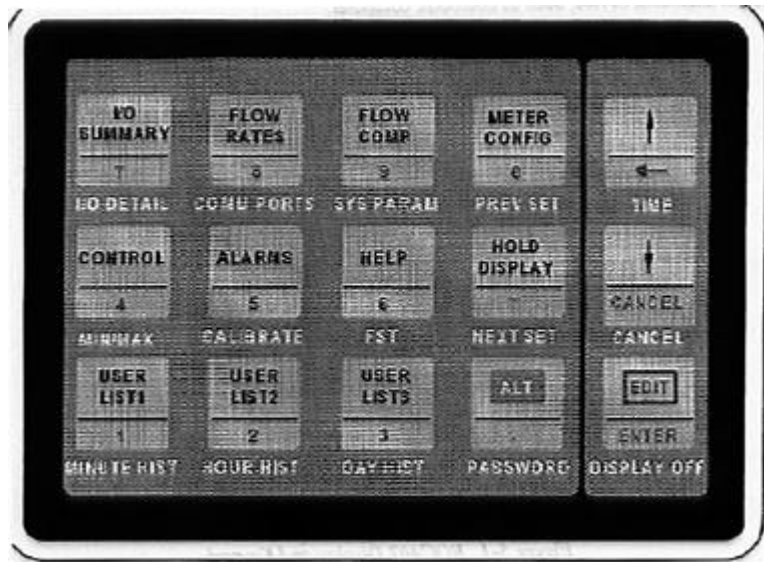 I/O
SUMMARY
7
I/O DETAIL
FLOW
RATES
8
COMM PORTS
FLOW
COMP
9
SYS PARAM
METER
CONFIG
0
PREV SET
TIME
CONTROL
4
MIN/MAX
ALARMS
5
CALIBRATE
HELP
6
FST
HOLD
DISPLAY
NEXT SET
CANCEL
CANCEL
USER
LIST1
1
MINUTE HIST
USER
LIST2
2
HOUR HIST
USER
LIST3
3
DAY HIST
ALT
.
PASSWORD
EDIT
ENTER
DISPLAY OFF